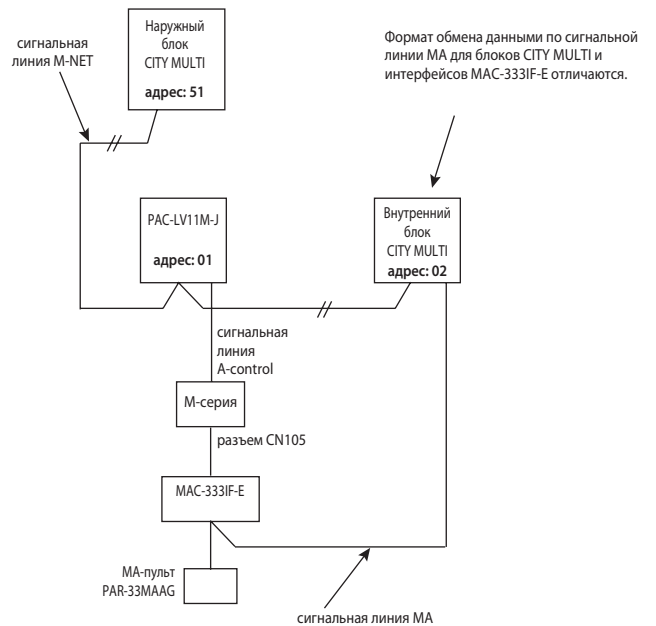 Наружный
блок
CITY MULTI
адрес: 51
сигнальная
линия M-NET
Формат обмена данными по сигнальной
линии MA для блоков CITY MULTI и
интерфейсов MAC-333IF-E отличаются.
PAC-LV11M-J
адрес: 01
Внутренний
блок
CITY MULTI
адрес: 02
сигнальная
линия
A-control
М-серия
разъем CN105
MAC-333IF-E
МА-пульт
PAR-33MAAG
сигнальная линия МА